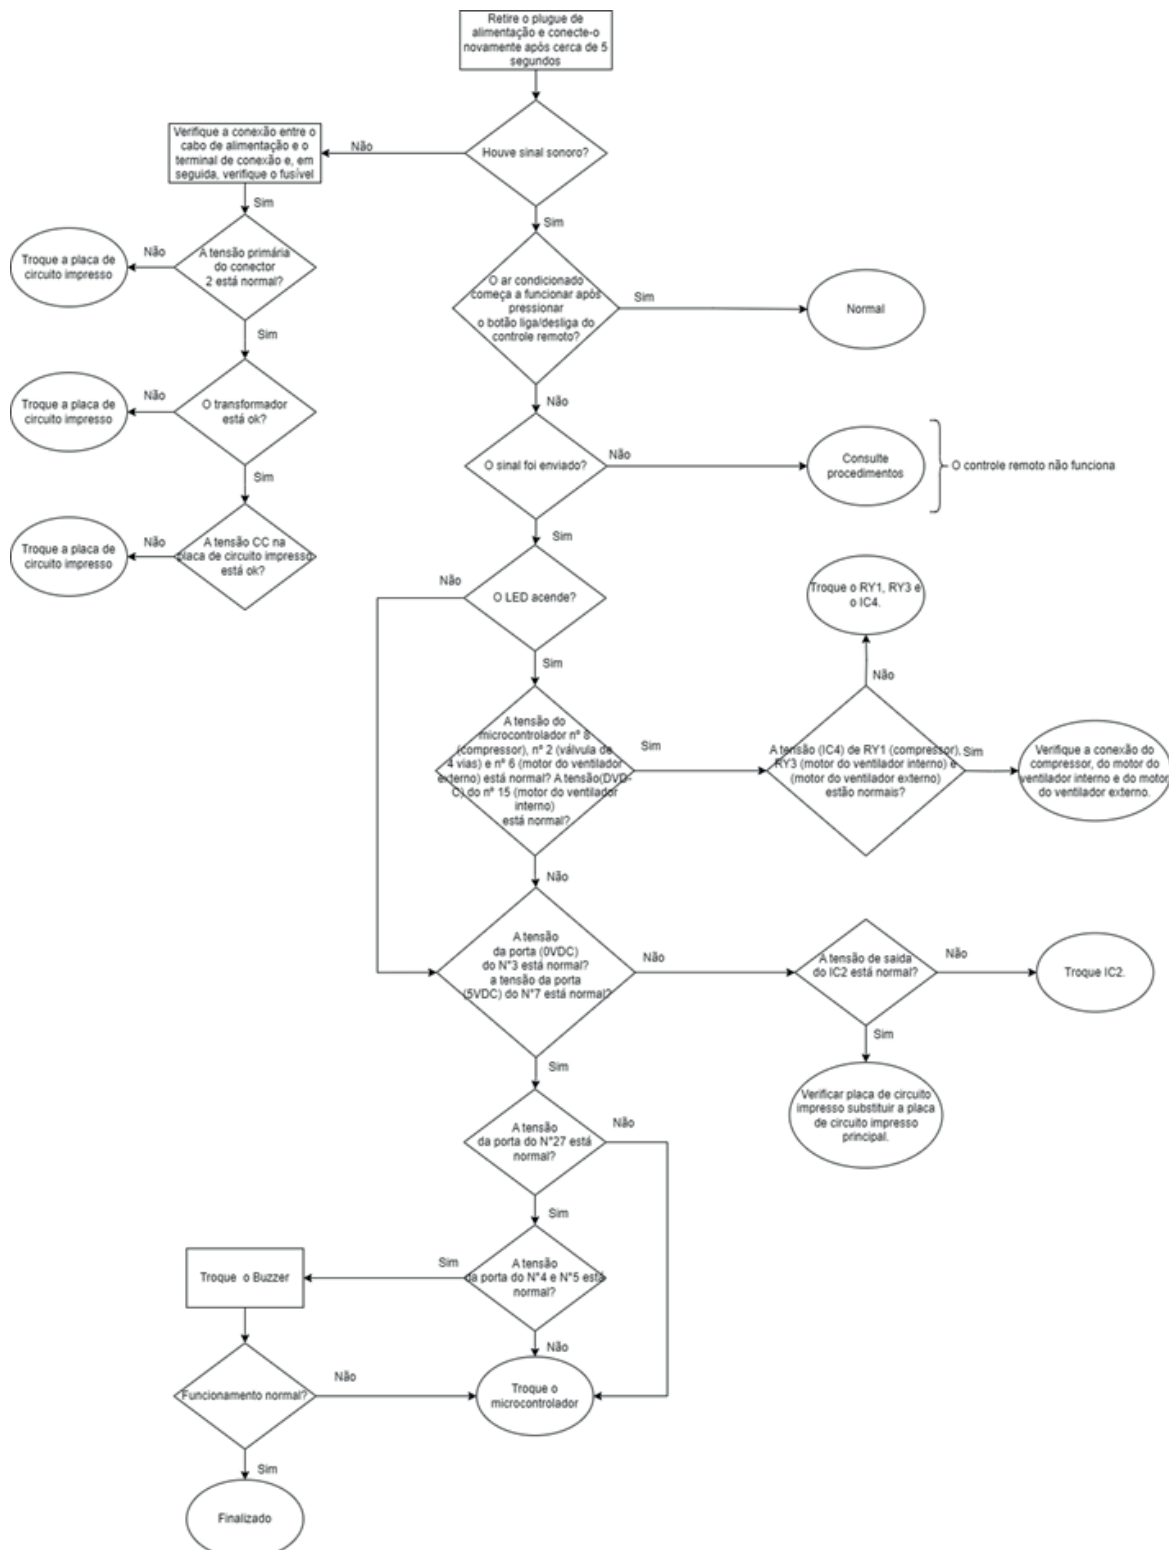 Retire o plugue de
alimentação e conecte-o
novamente após cerca de 5
segundos
Houve sinal sonoro?
Não
Verifique a conexão entre o
cabo de alimentação e o
terminal de conexão e, em
seguida, verifique o fusível
Sim
Sim
A tensão primária
do conector
2 está normal?
Não
Troque a placa de
circuito impresso
O ar condicionado
começa a funcionar após
pressionar
o botão liga/desliga do
controle remoto?
Sim
Normal
Sim
O transformador
está ok?
Não
Troque a placa de
circuito impresso
Não
O sinal foi enviado?
Não
Consulte
procedimentos
O controle remoto não funciona
Sim
A tensão CC na
placa de circuito impresso
está ok?
Não
Troque a placa de
circuito impresso
Sim
O LED acende?
Não
Troque o RY1, RY3 e
o IC4.
Sim
Não
A tensão do
microcontrolador nº 8
(compressor), nº 2 (válvula de
4 vias) e nº 6 (motor do ventilador
externo) está normal? A tensão(DVD-
C) do nº 15 (motor do ventilador
interno)
está normal?
Sim
A tensão (IC4) de RY1 (compressor),
RY3 (motor do ventilador interno) e
(motor do ventilador externo)
estão normais?
Sim
Verifique a conexão do
compressor, do motor do
ventilador interno e do motor
do ventilador externo.
Não
A tensão
da porta (0VDC)
do N°3 está normal?
a tensão da porta
(5VDC) do N°7 está normal?
Não
A tensão de saída
do IC2 está normal?
Não
Troque IC2.
Sim
Verificar placa de circuito
impresso substituir a placa
de circuito impresso
principal.
Sim
A tensão
da porta do N°27 está
normal?
Não
Sim
A tensão
da porta do N°4 e N°5 está
normal?
Sim
Troque o Buzzer
Não
Troque o
microcontrolador
Funcionamento normal?
Não
Sim
Finalizado